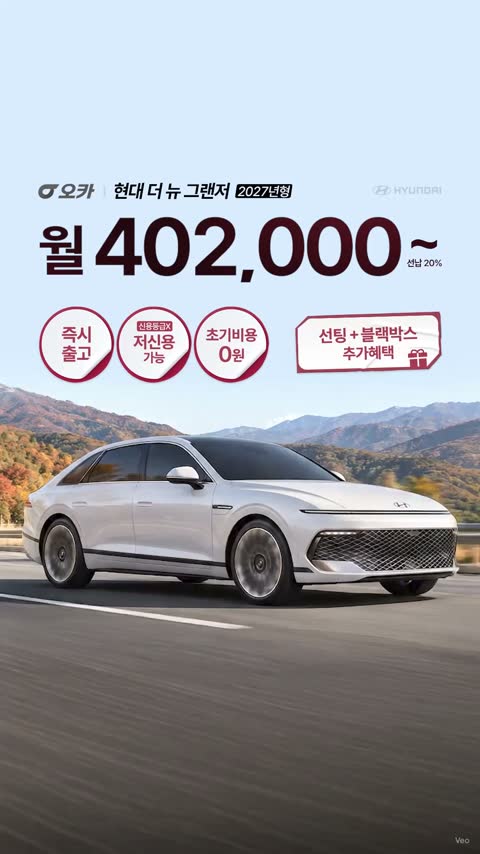 오카 | 현대 더 뉴 그랜저 2027년형 HYUNDAI
월 402,000~ 선납 20%
즉시
출고
신용등급X
저신용
가능
초기비용
0원
선팅 + 블랙박스
추가혜택
Veo